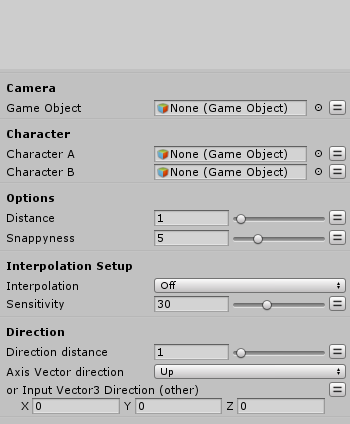 Camera
Game Object None (Game Object)
Character
Character A None (Game Object)
Character B None (Game Object)
Options
Distance 1
Snappyness 5
Interpolation Setup
Interpolation Off
Sensitivity 30
Direction
Direction distance 1
Axis Vector direction Up
or Input Vector3 Direction (other)
X 0 Y 0 Z 0